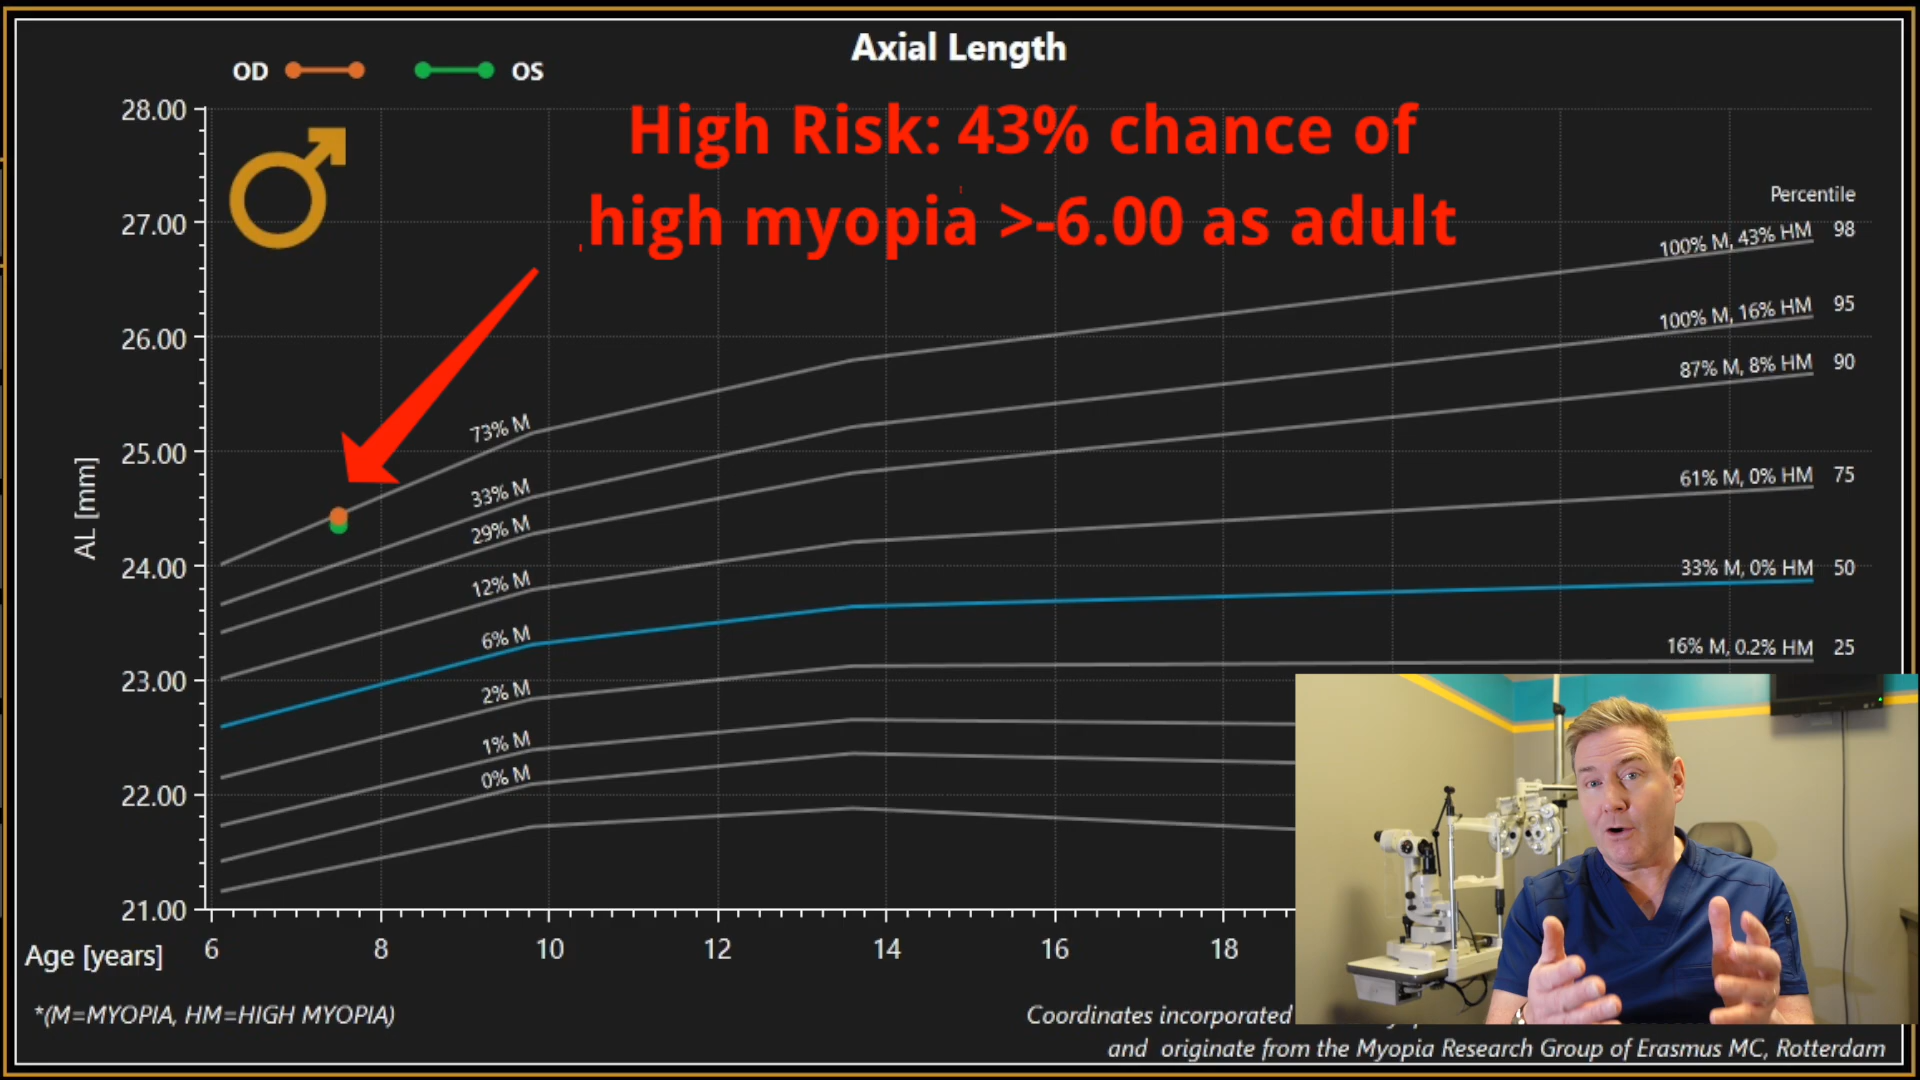 Axial Length
OD
OS
High Risk: 43% chance of
high myopia >-6.00 as adult
28.00
27.00
26.00
25.00
24.00
23.00
22.00
21.00
AL [mm]
Percentile
100% M, 43% HM 98
100% M, 16% HM 95
87% M, 8% HM 90
61% M, 0% HM 75
33% M, 0% HM 50
16% M, 0.2% HM 25
73% M
33% M
29% M
12% M
6% M
2% M
1% M
0% M
6 8 10 12 14 16 18
Age [years]
*(M=MYOPIA, HM=HIGH MYOPIA)
Coordinates incorporated
and originate from the Myopia Research Group of Erasmus MC, Rotterdam